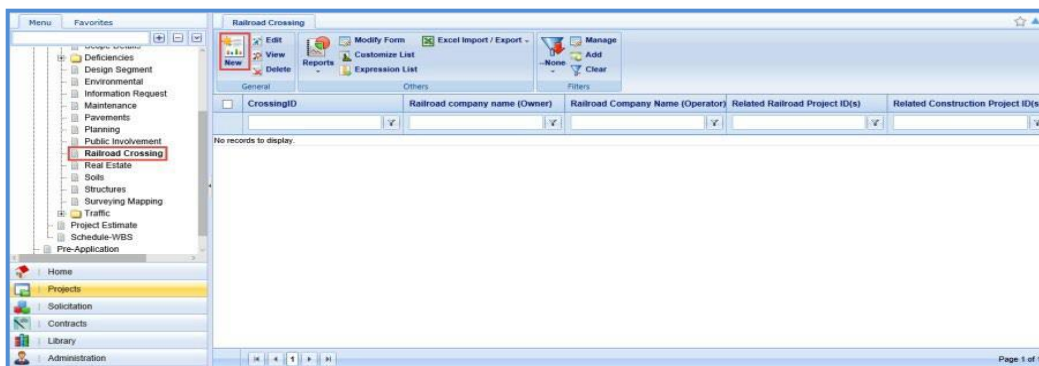 Menu Favorites
Scope Details
Deficiencies
Design Segment
Environmental
Information Request
Maintenance
Pavements
Planning
Public Involvement
Railroad Crossing
Real Estate
Soils
Structures
Surveying Mapping
Traffic
Project Estimate
Schedule-WBS
Pre-Application
Home
Projects
Solicitation
Contracts
Library
Administration
Railroad Crossing
New
Edit
View
Delete
General
Reports
Modify Form
Customize List
Expression List
Excel Import / Export
Others
--None
Manage
Add
Clear
Filters
CrossingID Railroad company name (Owner) Railroad Company Name (Operator) Related Railroad Project ID(s) Related Construction Project ID(s
No records to display.
1
Page 1 of 1